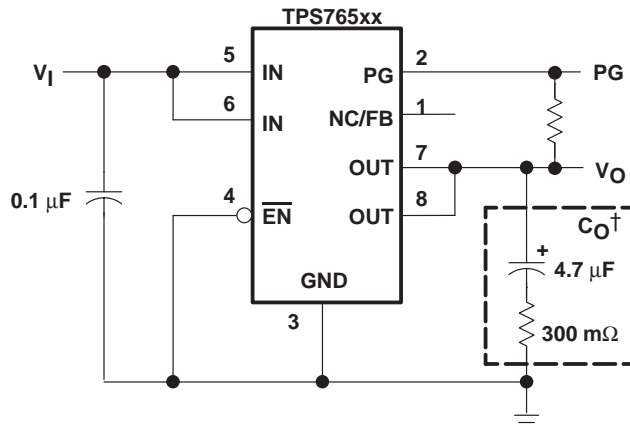 TPS765xx
VI
5
IN
PG
2
PG
6
IN
NC/FB
1
OUT
7
VO
0.1 μF
4
EN
OUT
8
CO†
+
4.7 μF
GND
3
300 mΩ